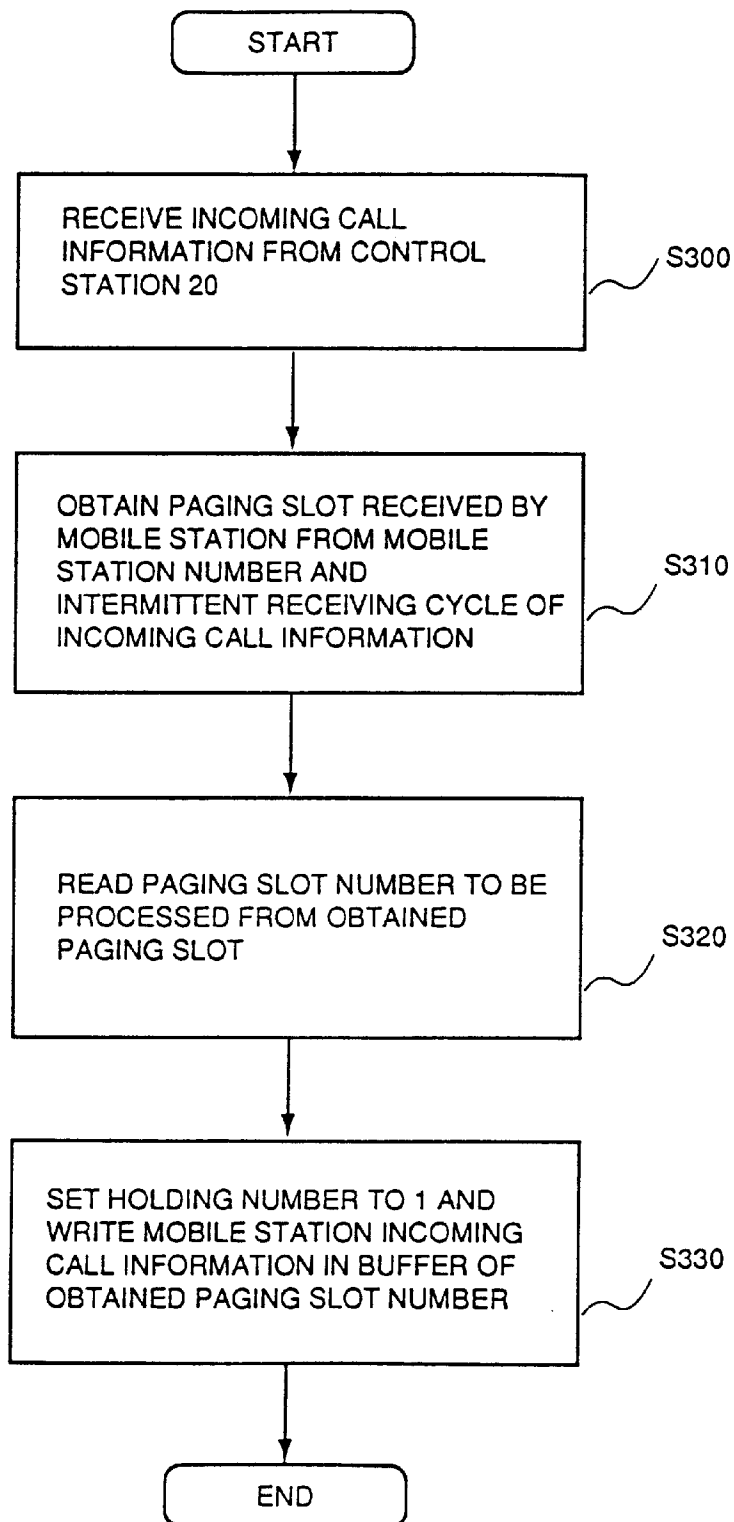 START
RECEIVE INCOMING CALL
INFORMATION FROM CONTROL
STATION 20
S300
OBTAIN PAGING SLOT RECEIVED BY
MOBILE STATION FROM MOBILE
STATION NUMBER AND
INTERMITTENT RECEIVING CYCLE OF
INCOMING CALL INFORMATION
S310
READ PAGING SLOT NUMBER TO BE
PROCESSED FROM OBTAINED
PAGING SLOT
S320
SET HOLDING NUMBER TO 1 AND
WRITE MOBILE STATION INCOMING
CALL INFORMATION IN BUFFER OF
OBTAINED PAGING SLOT NUMBER
S330
END